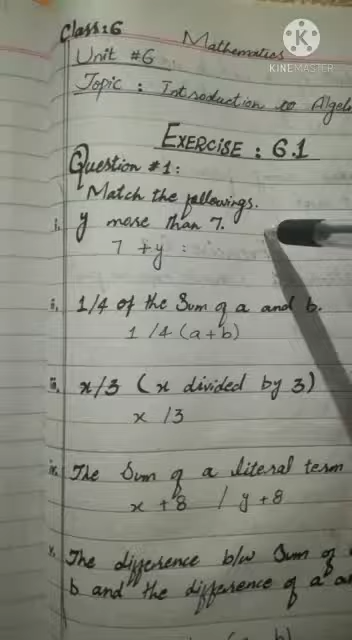 Class:6 Mathematics
KINEMASTER
Unit #6
Topic : Introduction to Algeb
EXERCISE : 6.1
Question #1:
Match the followings.
i. y more than 7.
7 + y :
ii. 1/4 of the Sum of a and b.
1 /4 (a+b)
iii. x/3 (x divided by 3)
x /3
iv. The Sum of a literal term
x +8 / y +8
v. The difference b/w Sum of
b and the difference of a a